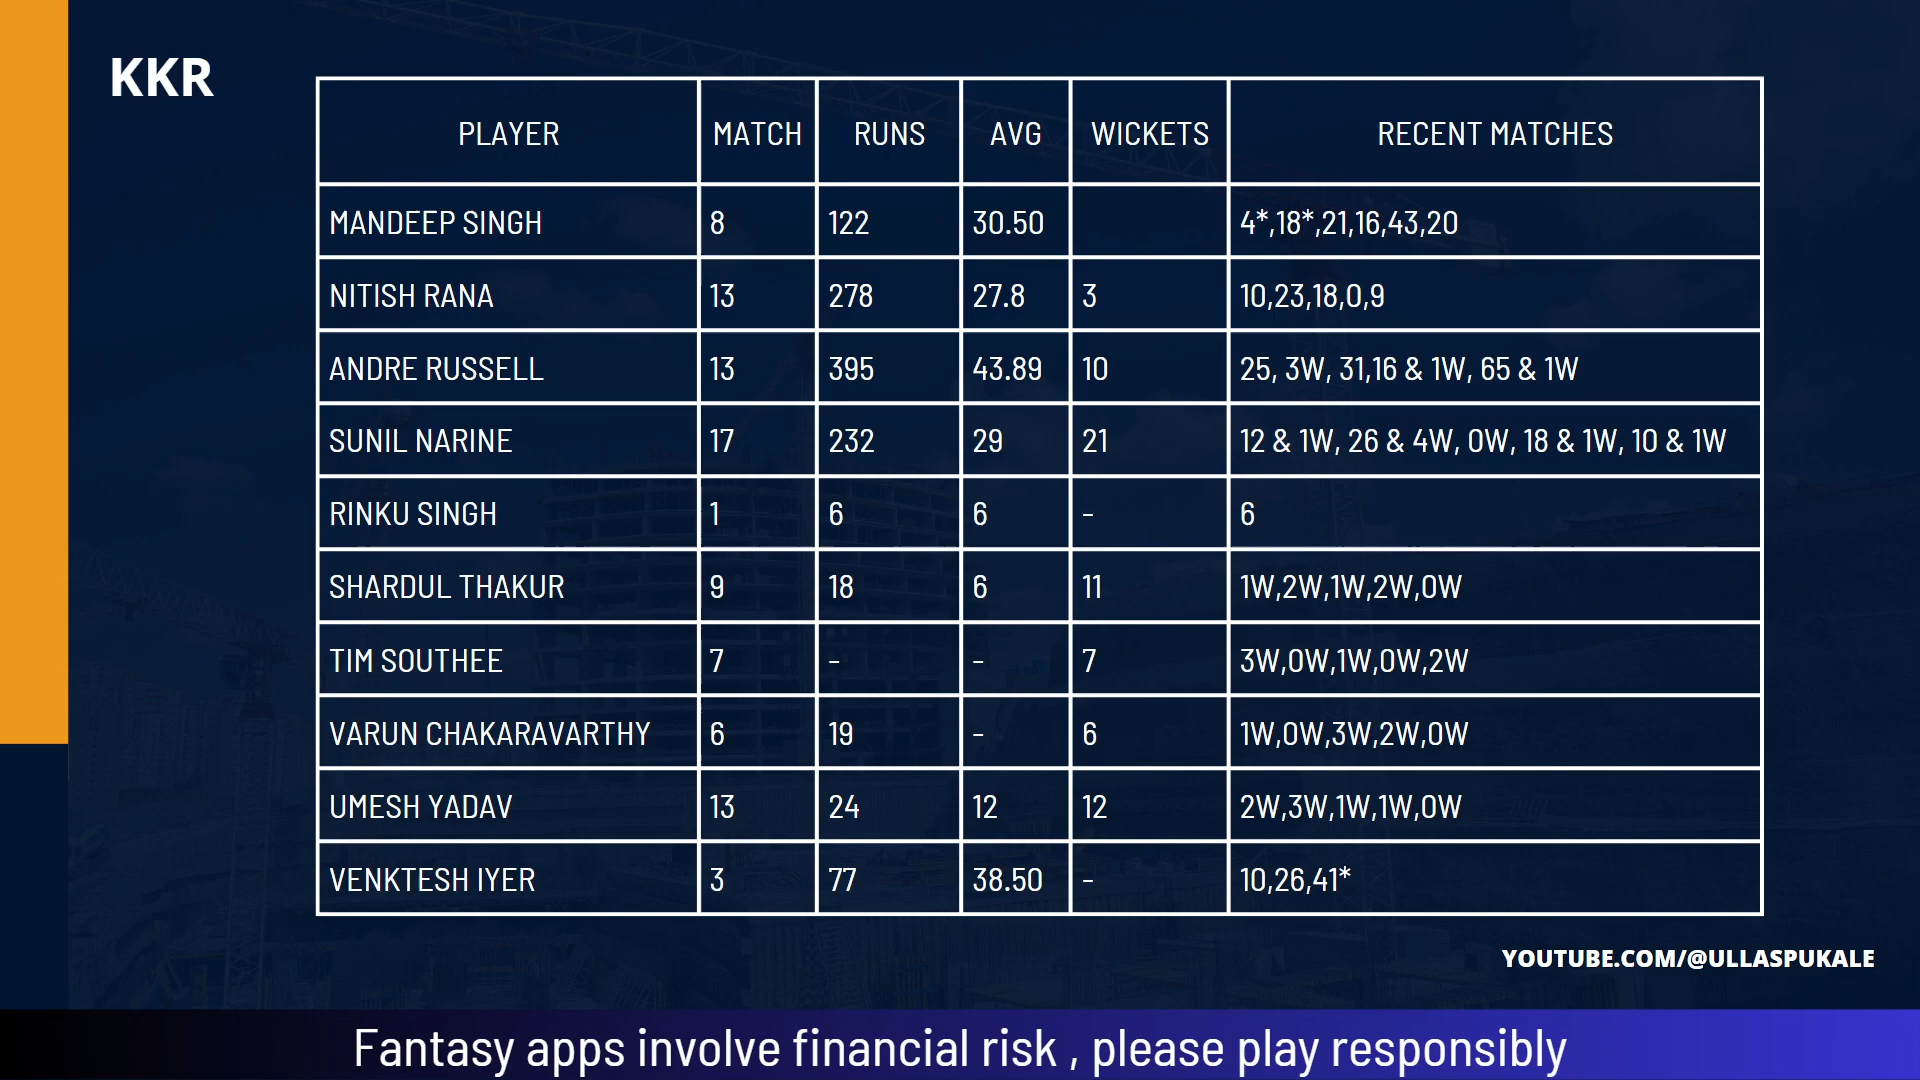 KKR
PLAYER MATCH RUNS AVG WICKETS RECENT MATCHES
MANDEEP SINGH 8 122 30.50 4*,18*,21,16,43,20
NITISH RANA 13 278 27.8 3 10,23,18,0,9
ANDRE RUSSELL 13 395 43.89 10 25, 3W, 31,16 & 1W, 65 & 1W
SUNIL NARINE 17 232 29 21 12 & 1W, 26 & 4W, 0W, 18 & 1W, 10 & 1W
RINKU SINGH 1 6 6 - 6
SHARDUL THAKUR 9 18 6 11 1W,2W,1W,2W,0W
TIM SOUTHEE 7 - - 7 3W,0W,1W,0W,2W
VARUN CHAKARAVARTHY 6 19 - 6 1W,0W,3W,2W,0W
UMESH YADAV 13 24 12 12 2W,3W,1W,1W,0W
VENKTESH IYER 3 77 38.50 - 10,26,41*
YOUTUBE.COM/@ULLASPUKALE
Fantasy apps involve financial risk , please play responsibly